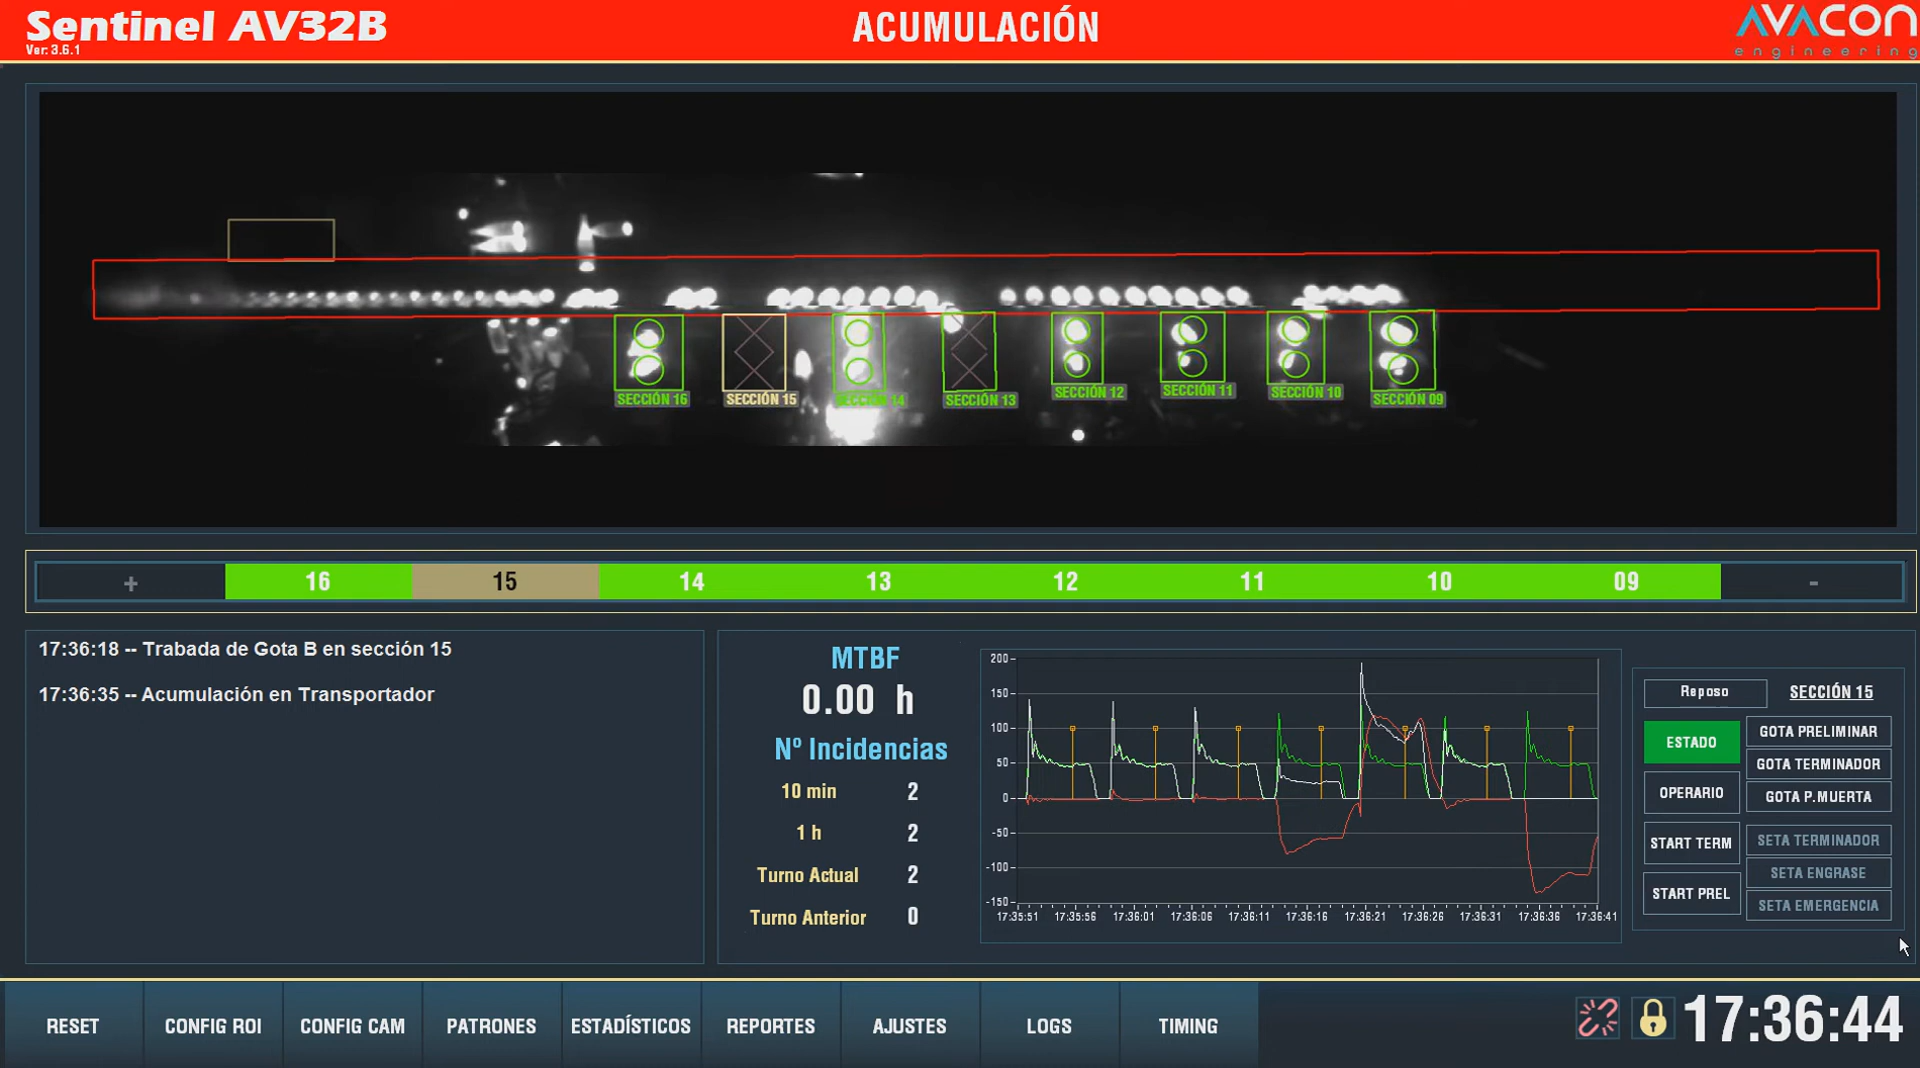 Sentinel AV32B
Ver: 3.6.1
ACUMULACIÓN
AVACON
engineering
SECCIÓN 16
SECCIÓN 15
SECCIÓN 14
SECCIÓN 13
SECCIÓN 12
SECCIÓN 11
SECCIÓN 10
SECCIÓN 09
+ 16 15 14 13 12 11 10 09 -
17:36:18 -- Trabada de Gota B en sección 15
17:36:35 -- Acumulación en Transportador
MTBF
0.00 h
Nº Incidencias
10 min 2
1 h 2
Turno Actual 2
Turno Anterior 0
200
150
100
50
0
-50
-100
-150
17:35:51 17:35:56 17:36:01 17:36:06 17:36:11 17:36:16 17:36:21 17:36:26 17:36:31 17:36:36 17:36:41
Reposo SECCIÓN 15
ESTADO
OPERARIO
START TERM
START PREL
GOTA PRELIMINAR
GOTA TERMINADOR
GOTA P.MUERTA
SETA TERMINADOR
SETA ENGRASE
SETA EMERGENCIA
RESET CONFIG ROI CONFIG CAM PATRONES ESTADÍSTICOS REPORTES AJUSTES LOGS TIMING
17:36:44